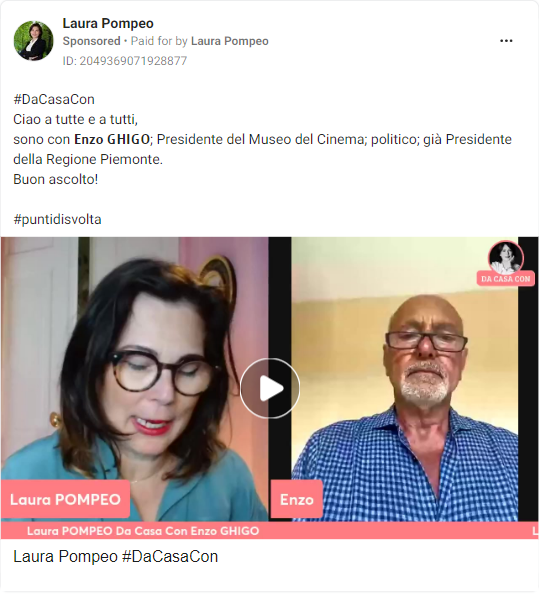 Laura Pompeo
Sponsored • Paid for by Laura Pompeo
ID: 2049369071928877
#DaCasaCon
Ciao a tutte e a tutti,
sono con Enzo GHIGO; Presidente del Museo del Cinema; politico; già Presidente
della Regione Piemonte.
Buon ascolto!
#puntidisvolta
DA CASA CON
Laura POMPEO
Enzo
Laura POMPEO Da Casa Con Enzo GHIGO
L
Laura Pompeo #DaCasaCon